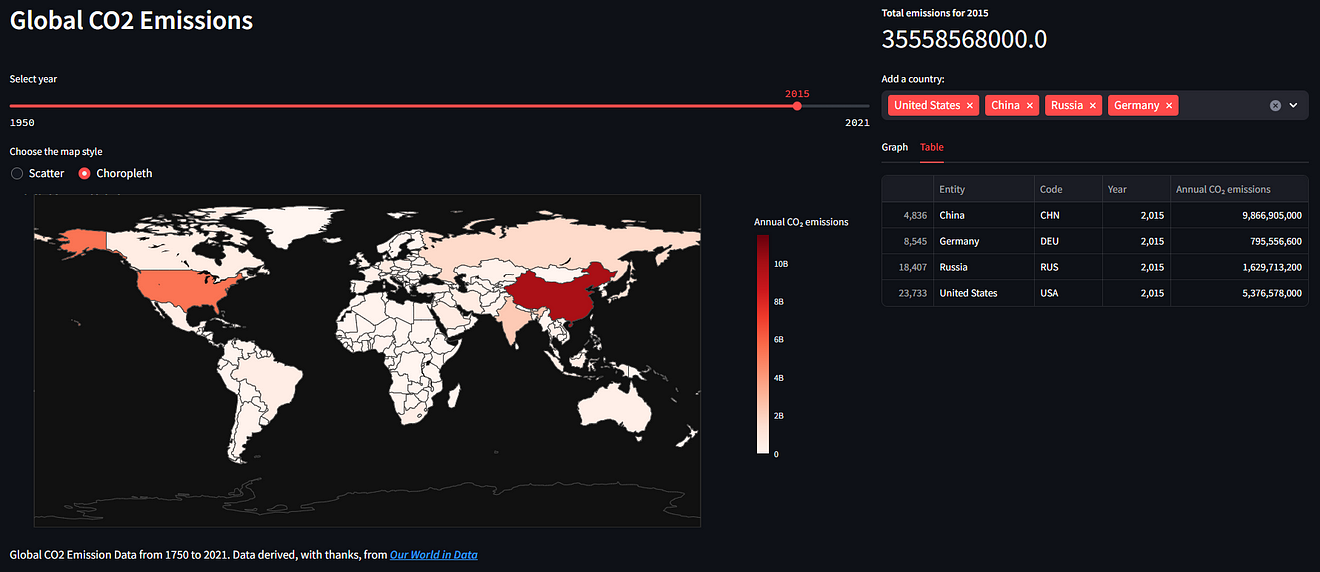 Global CO2 Emissions
Select year
2015
1950 2021
Choose the map style
Scatter Choropleth
Annual CO₂ emissions
10B
8B
6B
4B
2B
0
Global CO2 Emission Data from 1750 to 2021. Data derived, with thanks, from Our World in Data
Total emissions for 2015
35558568000.0
Add a country:
United States × China × Russia × Germany ×
Graph Table
Entity Code Year Annual CO₂ emissions
4,836 China CHN 2,015 9,866,905,000
8,545 Germany DEU 2,015 795,556,600
18,407 Russia RUS 2,015 1,629,713,200
23,733 United States USA 2,015 5,376,578,000